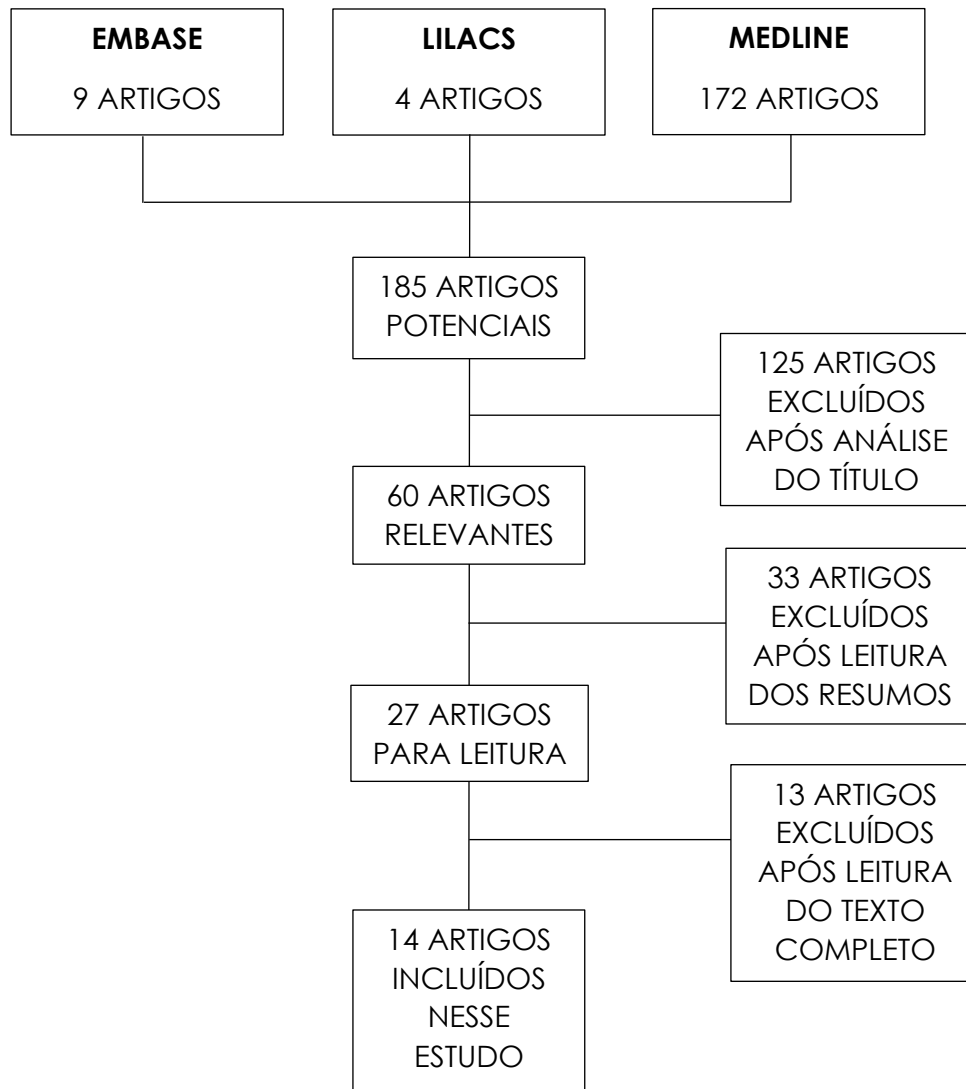 EMBASE
9 ARTIGOS
LILACS
4 ARTIGOS
MEDLINE
172 ARTIGOS
185 ARTIGOS
POTENCIAIS
125 ARTIGOS
EXCLUÍDOS
APÓS ANÁLISE
DO TÍTULO
60 ARTIGOS
RELEVANTES
33 ARTIGOS
EXCLUÍDOS
APÓS LEITURA
DOS RESUMOS
27 ARTIGOS
PARA LEITURA
13 ARTIGOS
EXCLUÍDOS
APÓS LEITURA
DO TEXTO
COMPLETO
14 ARTIGOS
INCLUÍDOS
NESSE
ESTUDO